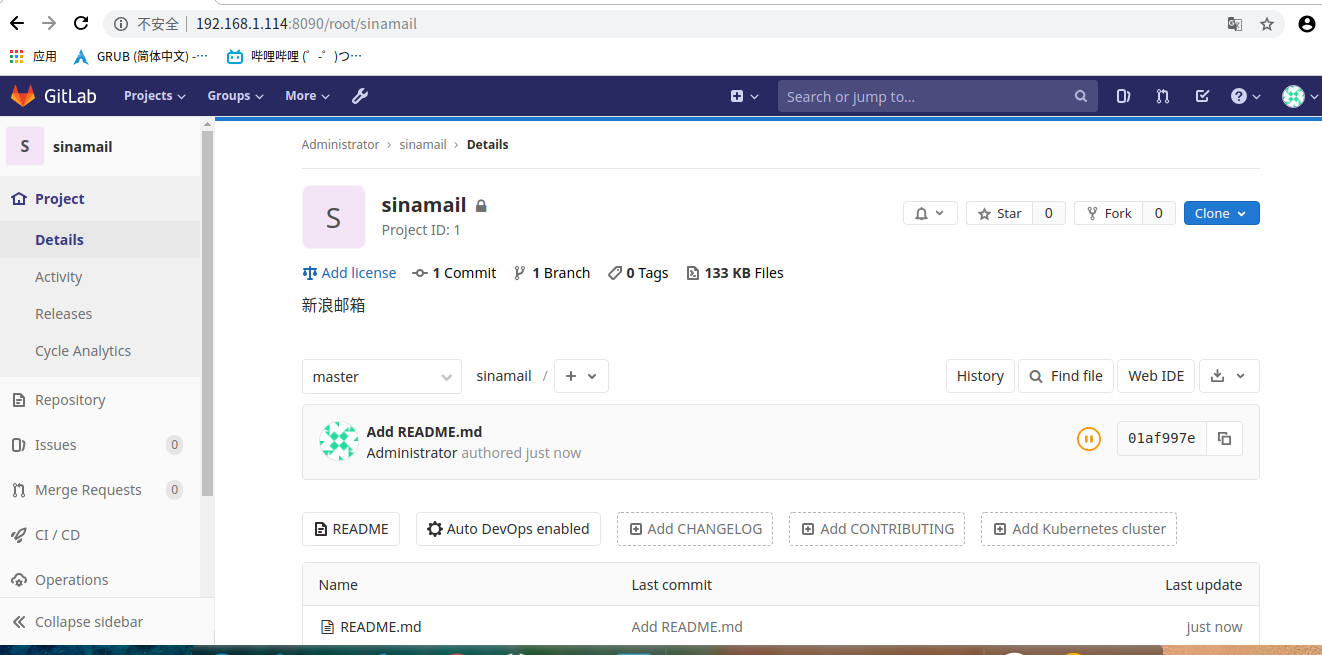 不安全 | 192.168.1.114:8090/root/sinamail
应用 GRUB (简体中文) -… 哔哩哔哩 (゜-゜)つ…
GitLab Projects Groups More Search or jump to...
S sinamail
Project
Details
Activity
Releases
Cycle Analytics
Repository
Issues 0
Merge Requests 0
CI / CD
Operations
Collapse sidebar
Administrator › sinamail › Details
S
sinamail
Project ID: 1
Star 0 Fork 0 Clone
Add license 1 Commit 1 Branch 0 Tags 133 KB Files
新浪邮箱
master sinamail / + History Find file Web IDE
Add README.md
Administrator authored just now
01af997e
README Auto DevOps enabled Add CHANGELOG Add CONTRIBUTING Add Kubernetes cluster
Name Last commit Last update
README.md Add README.md just now